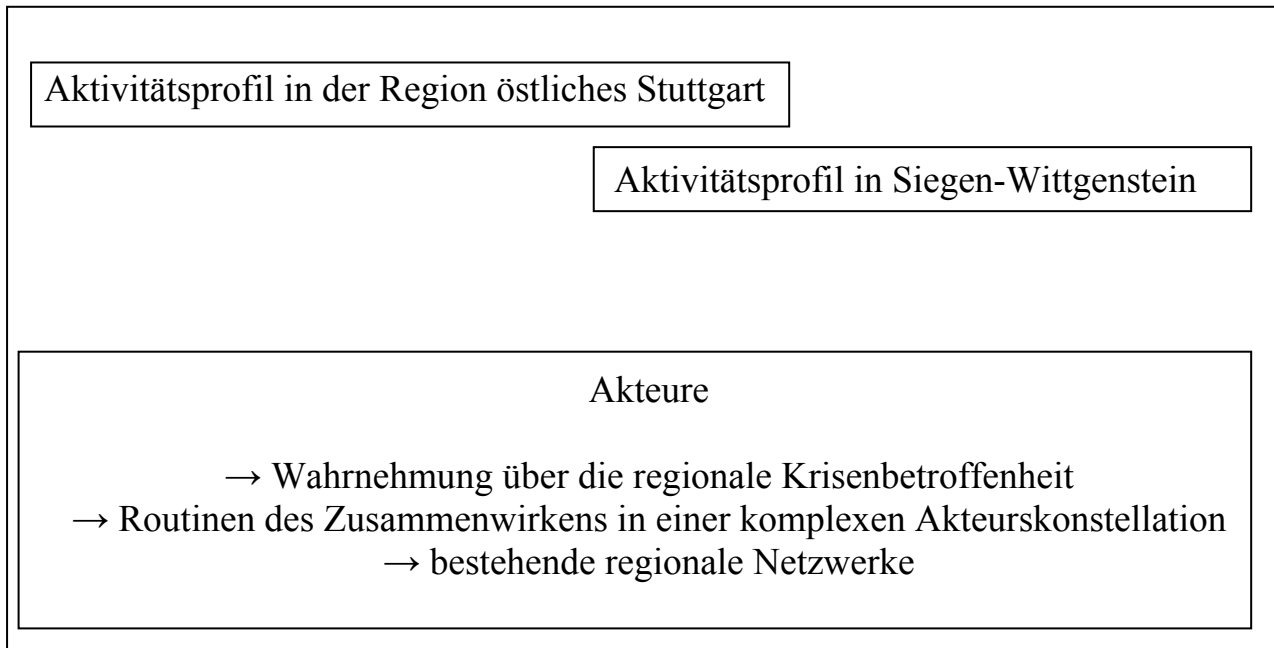 Aktivitätsprofil in der Region östliches Stuttgart
Aktivitätsprofil in Siegen-Wittgenstein
Akteure
→ Wahrnehmung über die regionale Krisenbetroffenheit
→ Routinen des Zusammenwirkens in einer komplexen Akteurskonstellation
→ bestehende regionale Netzwerke